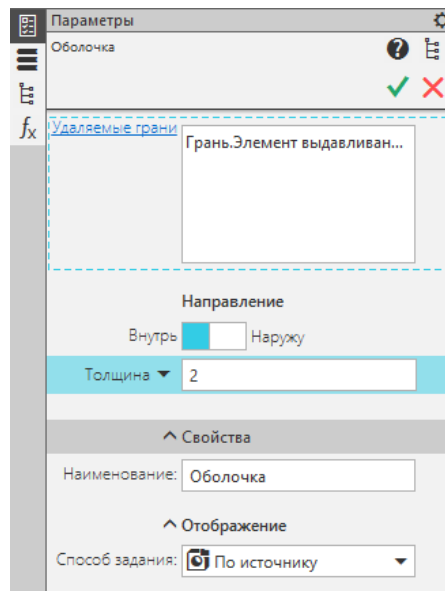 Параметры
Оболочка
?
fx
Удаляемые грани
Грань.Элемент выдавливан...
Направление
Внутрь Наружу
Толщина 2
Свойства
Наименование: Оболочка
Отображение
Способ задания: По источнику